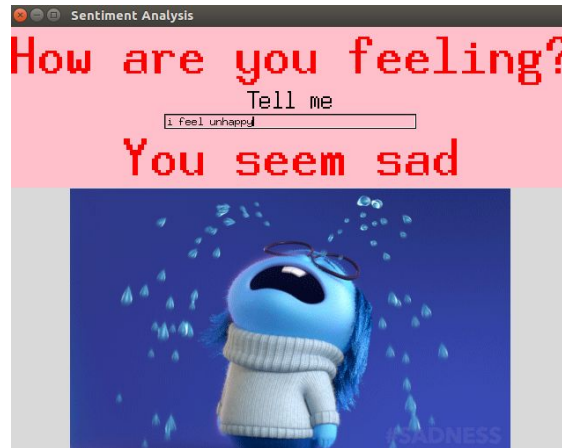 Sentiment Analysis
How are you feeling?
Tell me
i feel unhappy
You seem sad
#SADNESS